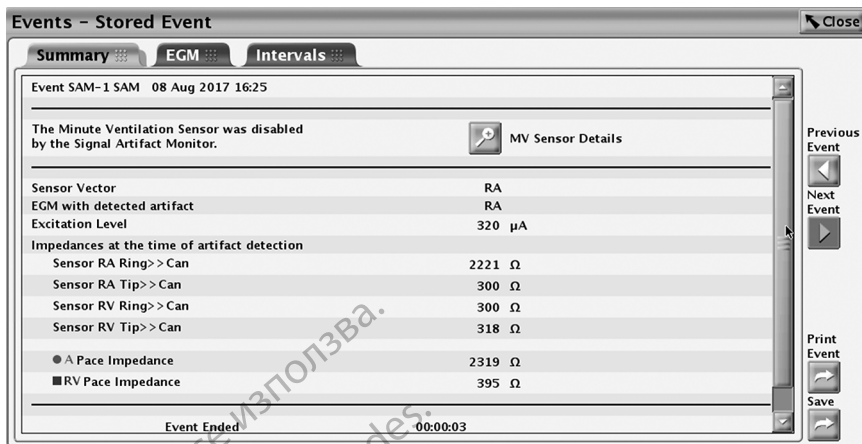 Events - Stored Event
Close
Summary
EGM
Intervals
Event SAM-1 SAM 08 Aug 2017 16:25
The Minute Ventilation Sensor was disabled
by the Signal Artifact Monitor.
MV Sensor Details
Previous
Event
Next
Event
Sensor Vector RA
EGM with detected artifact RA
Excitation Level 320 µA
Impedances at the time of artifact detection
Sensor RA Ring>>Can 2221 Ω
Sensor RA Tip>>Can 300 Ω
Sensor RV Ring>>Can 300 Ω
Sensor RV Tip>>Can 318 Ω
A Pace Impedance 2319 Ω
RV Pace Impedance 395 Ω
Event Ended 00:00:03
Print
Event
Save
се използва.
des.